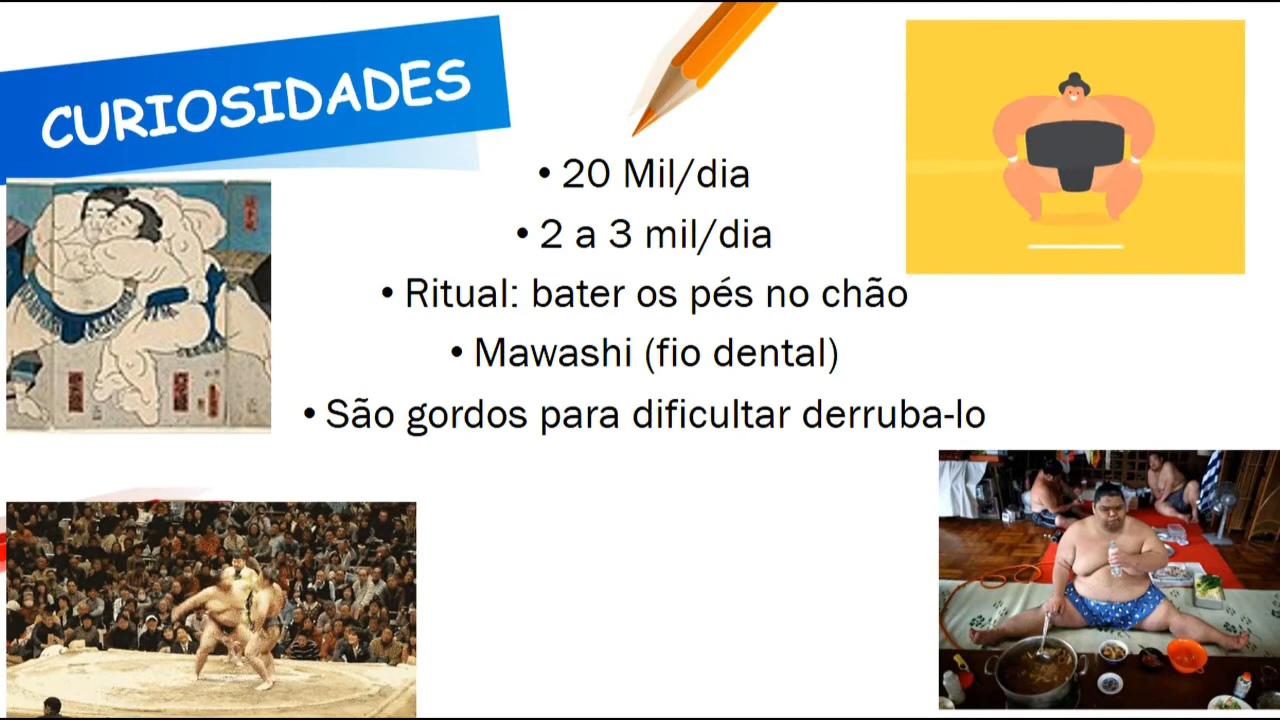 CURIOSIDADES
• 20 Mil/dia
• 2 a 3 mil/dia
• Ritual: bater os pés no chão
• Mawashi (fio dental)
• São gordos para dificultar derruba-lo